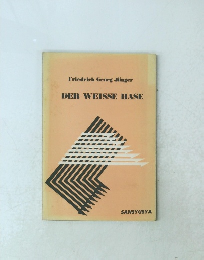 Friedrich Georg Jünger
DER WEISSE HASE
SANSYUSYA